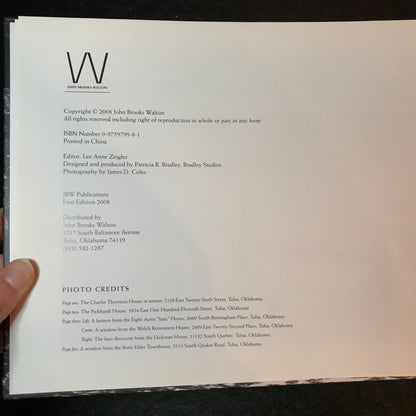 W
JOHN BROOKS WALTON
Copyright © 2008 John Brooks Walton
All rights reserved including right of reproduction in whole or part in any form
ISBN Number 0-9759799-8-1
Printed in China
Editor: Lee Anne Zeigler
Designed and produced by Patricia R. Bradley, Bradley Studios
Photography by James D. Coles
JBW Publications
First Edition 2008
Distributed by
John Brooks Walton
1717 South Baltimore Avenue
Tulsa, Oklahoma 74119
(918) 582-1287
PHOTO CREDITS
Page one: The Charles Thornton House in winter, 2120 East Twenty-Sixth Street, Tulsa, Oklahoma
Page two: The Pickhardt House, 5824 East One-Hundred-Eleventh Street, Tulsa, Oklahoma
Page three: Left, A lantern from the Eight Acres "Spec" House, 2660 South Birmingham Place, Tulsa, Oklahoma
Center, A window from the Welch Retirement House, 2609 East Twenty-Second Place, Tulsa, Oklahoma
Right, The faux dovecote from the Dickman House, 11132 South Quebec, Tulsa, Oklahoma
Page five: A window from the Betty Elder Townhouse, 3111 South Quaker Road, Tulsa, Oklahoma